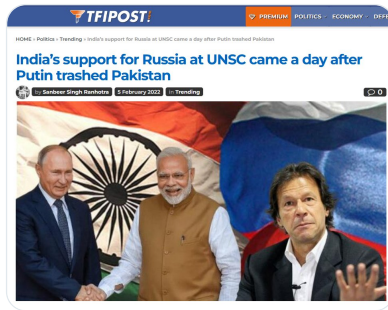 TFIPOST!
PREMIUM POLITICS ECONOMY DEFE
HOME » Politics » Trending » India's support for Russia at UNSC came a day after Putin trashed Pakistan
India's support for Russia at UNSC came a day after
Putin trashed Pakistan
by Sanbeer Singh Ranhotra 5 February 2022 in Trending 0